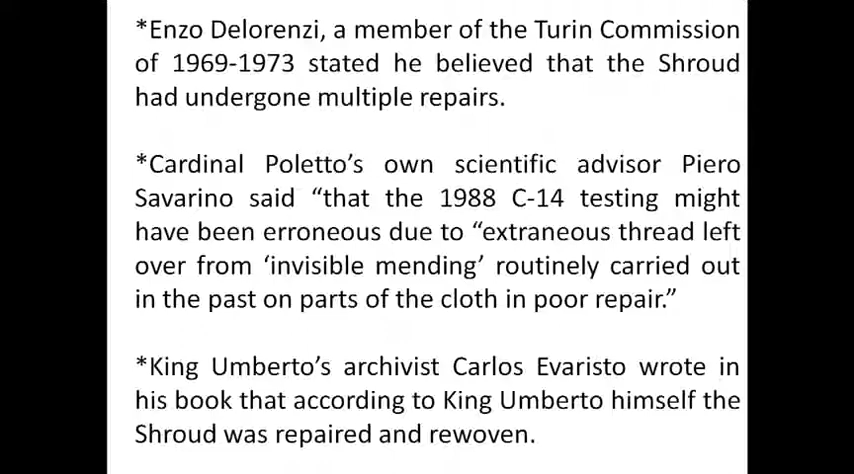 *Enzo Delorenzi, a member of the Turin Commission
of 1969-1973 stated he believed that the Shroud
had undergone multiple repairs.
*Cardinal Poletto’s own scientific advisor Piero
Savarino said “that the 1988 C-14 testing might
have been erroneous due to “extraneous thread left
over from ‘invisible mending’ routinely carried out
in the past on parts of the cloth in poor repair.”
*King Umberto’s archivist Carlos Evaristo wrote in
his book that according to King Umberto himself the
Shroud was repaired and rewoven.